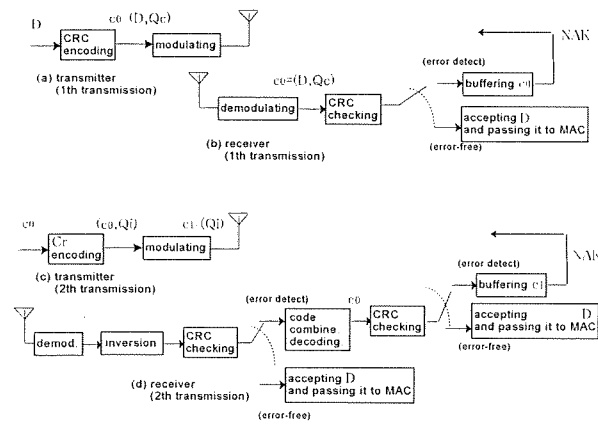 D
CRC
encoding
c0 (D,Qc)
modulating
(a) transmitter
(1th transmission)
demodulating
c0=(D,Qc)
CRC
checking
(b) receiver
(1th transmission)
(error detect)
buffering c0
NAK
accepting D
and passing it to MAC
(error-free)
c0
Cr
encoding
(c0,Qi)
modulating
c1 (Qi)
(c) transmitter
(2th transmission)
demod.
inversion
CRC
checking
(error detect)
code
combine.
decoding
c0
CRC
checking
(error detect)
buffering c1
NAK
accepting D
and passing it to MAC
(error-free)
(d) receiver
(2th transmission)
accepting D
and passing it to MAC
(error-free)